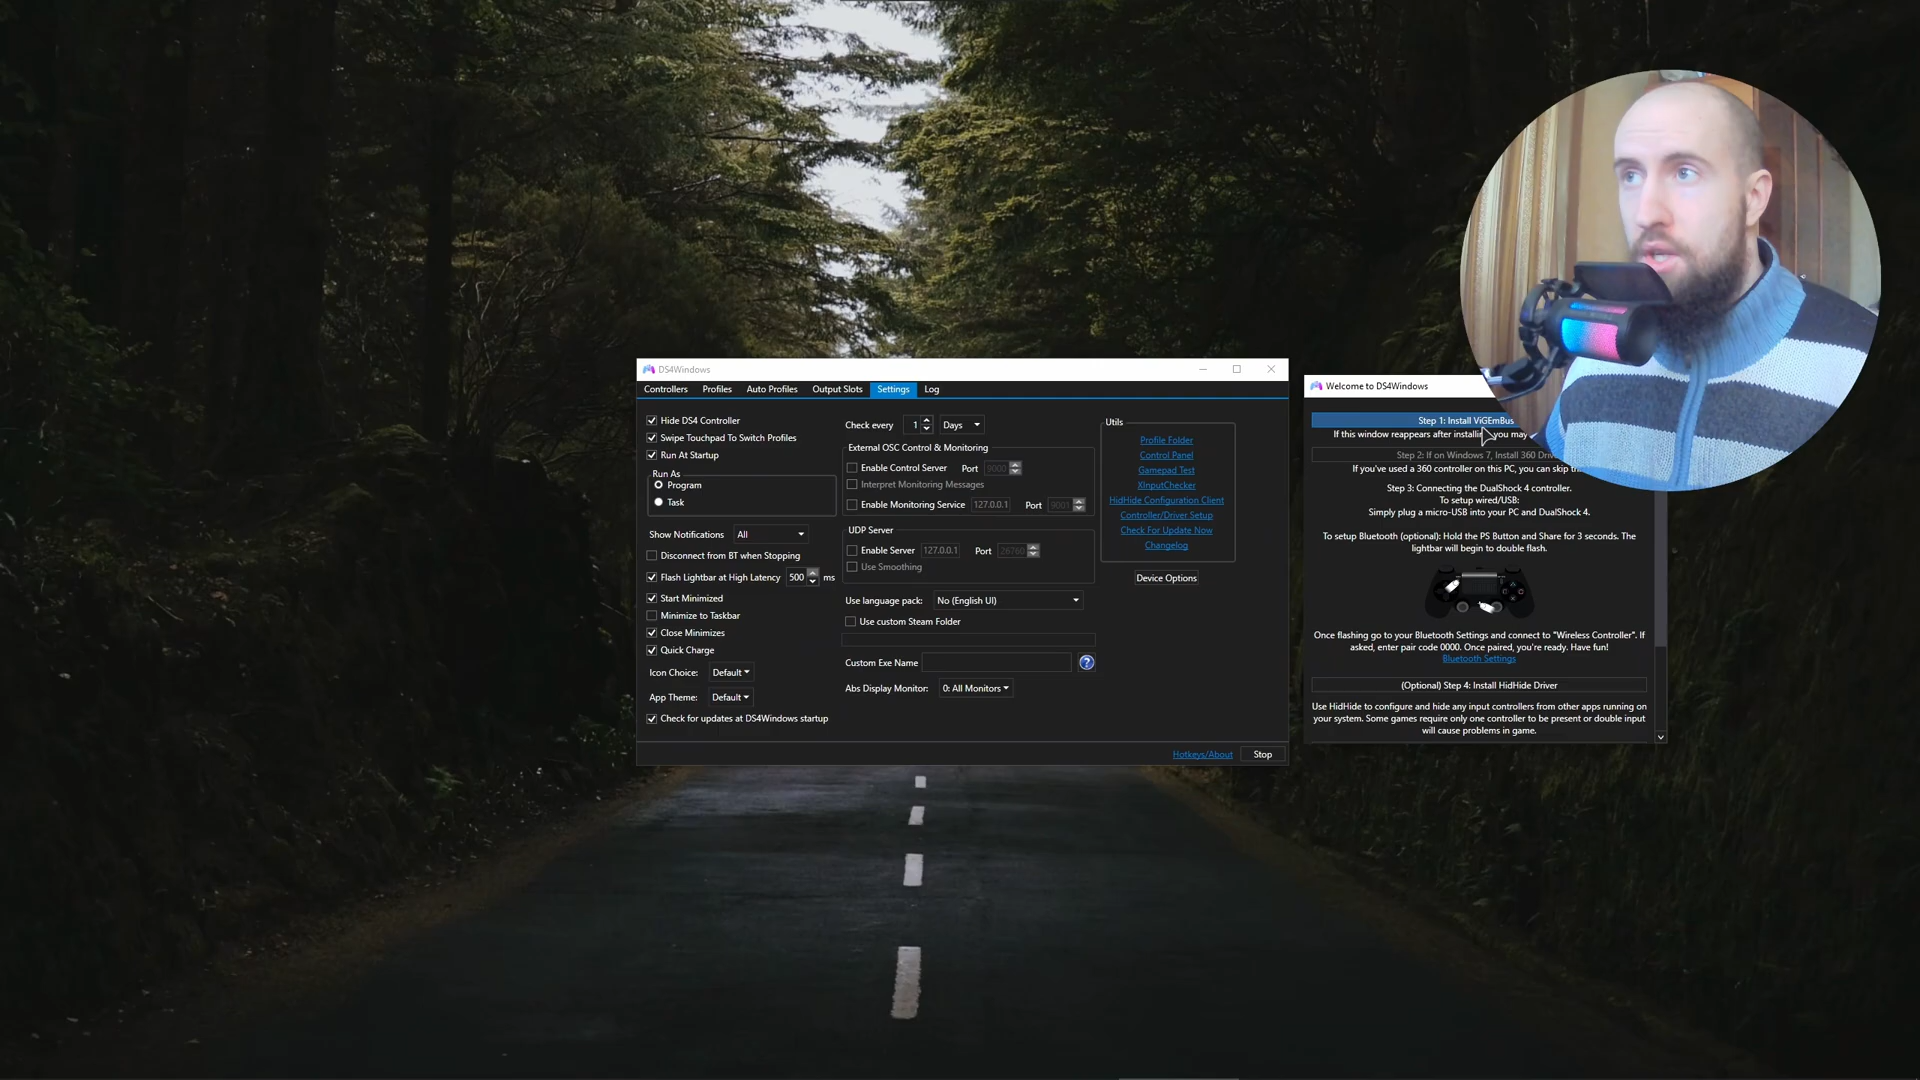 DS4Windows
Controllers Profiles Auto Profiles Output Slots Settings Log
Hide DS4 Controller
Swipe Touchpad To Switch Profiles
Run At Startup
Run As
Program
Task
Show Notifications All
Disconnect from BT when Stopping
Flash Lightbar at High Latency 500 ms
Start Minimized
Minimize to Taskbar
Close Minimizes
Quick Charge
Icon Choice: Default
App Theme: Default
Check for updates at DS4Windows startup
Check every 1 Days
External OSC Control & Monitoring
Enable Control Server Port 9000
Interpret Monitoring Messages
Enable Monitoring Service 127.0.0.1 Port 9001
UDP Server
Enable Server 127.0.0.1 Port 26760
Use Smoothing
Use language pack: No (English UI)
Use custom Steam Folder
Custom Exe Name
Abs Display Monitor: 0: All Monitors
Utils
Profile Folder
Control Panel
Gamepad Test
XInputChecker
HidHide Configuration Client
Controller/Driver Setup
Check For Update Now
Changelog
Device Options
Hotkeys/About Stop
Welcome to DS4Windows
Step 1: Install ViGEmBus
If this window reappears after installing you may
Step 2: If on Windows 7, Install 360
If you've used a 360 controller on this PC, you can skip
Step 3: Connecting the DualShock 4 controller.
To setup wired/USB:
Simply plug a micro-USB into your PC and DualShock 4.
To setup Bluetooth (optional): Hold the PS Button and Share for 3 seconds. The
lightbar will begin to double flash.
Once flashing go to your Bluetooth Settings and connect to "Wireless Controller". If
asked, enter pair code 0000. Once paired, you're ready. Have fun!
Bluetooth Settings
(Optional) Step 4: Install HidHide Driver
Use HidHide to configure and hide any input controllers from other apps running on
your system. Some games require only one controller to be present or double input
will cause problems in game.